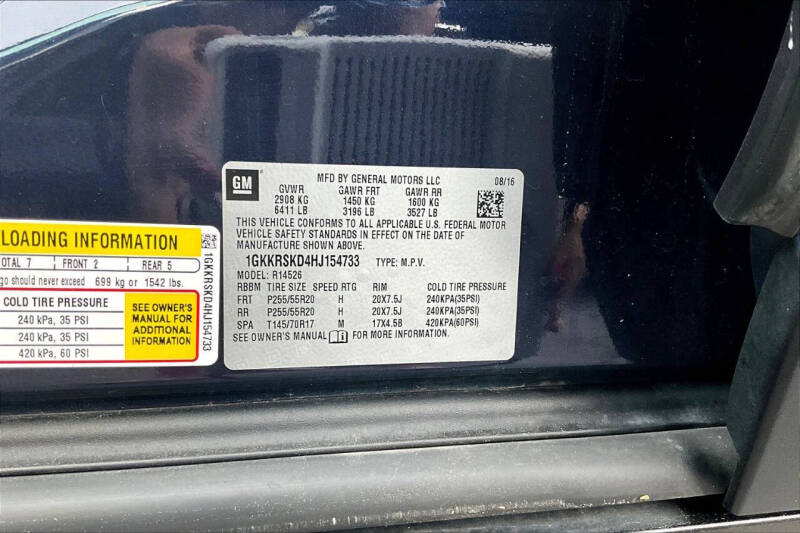 LOADING INFORMATION
TOTAL 7 FRONT 2 REAR 5
go should never exceed 699 kg or 1542 lbs.
COLD TIRE PRESSURE
240 kPa, 35 PSI
240 kPa, 35 PSI
420 kPa, 60 PSI
SEE OWNER'S
MANUAL FOR
ADDITIONAL
INFORMATION
1GKKRSKD4HJ154733
GM
MFD BY GENERAL MOTORS LLC 08/16
GVWR GAWR FRT GAWR RR
2908 KG 1450 KG 1600 KG
6411 LB 3196 LB 3527 LB
THIS VEHICLE CONFORMS TO ALL APPLICABLE U.S. FEDERAL MOTOR
VEHICLE SAFETY STANDARDS IN EFFECT ON THE DATE OF
MANUFACTURE SHOWN ABOVE.
1GKKRSKD4HJ154733 TYPE: M.P.V.
MODEL: R14526
RBBM TIRE SIZE SPEED RTG RIM COLD TIRE PRESSURE
FRT P255/55R20 H 20X7.5J 240KPA(35PSI)
RR P255/55R20 H 20X7.5J 240KPA(35PSI)
SPA T145/70R17 M 17X4.5B 420KPA(60PSI)
SEE OWNER'S MANUAL FOR MORE INFORMATION.